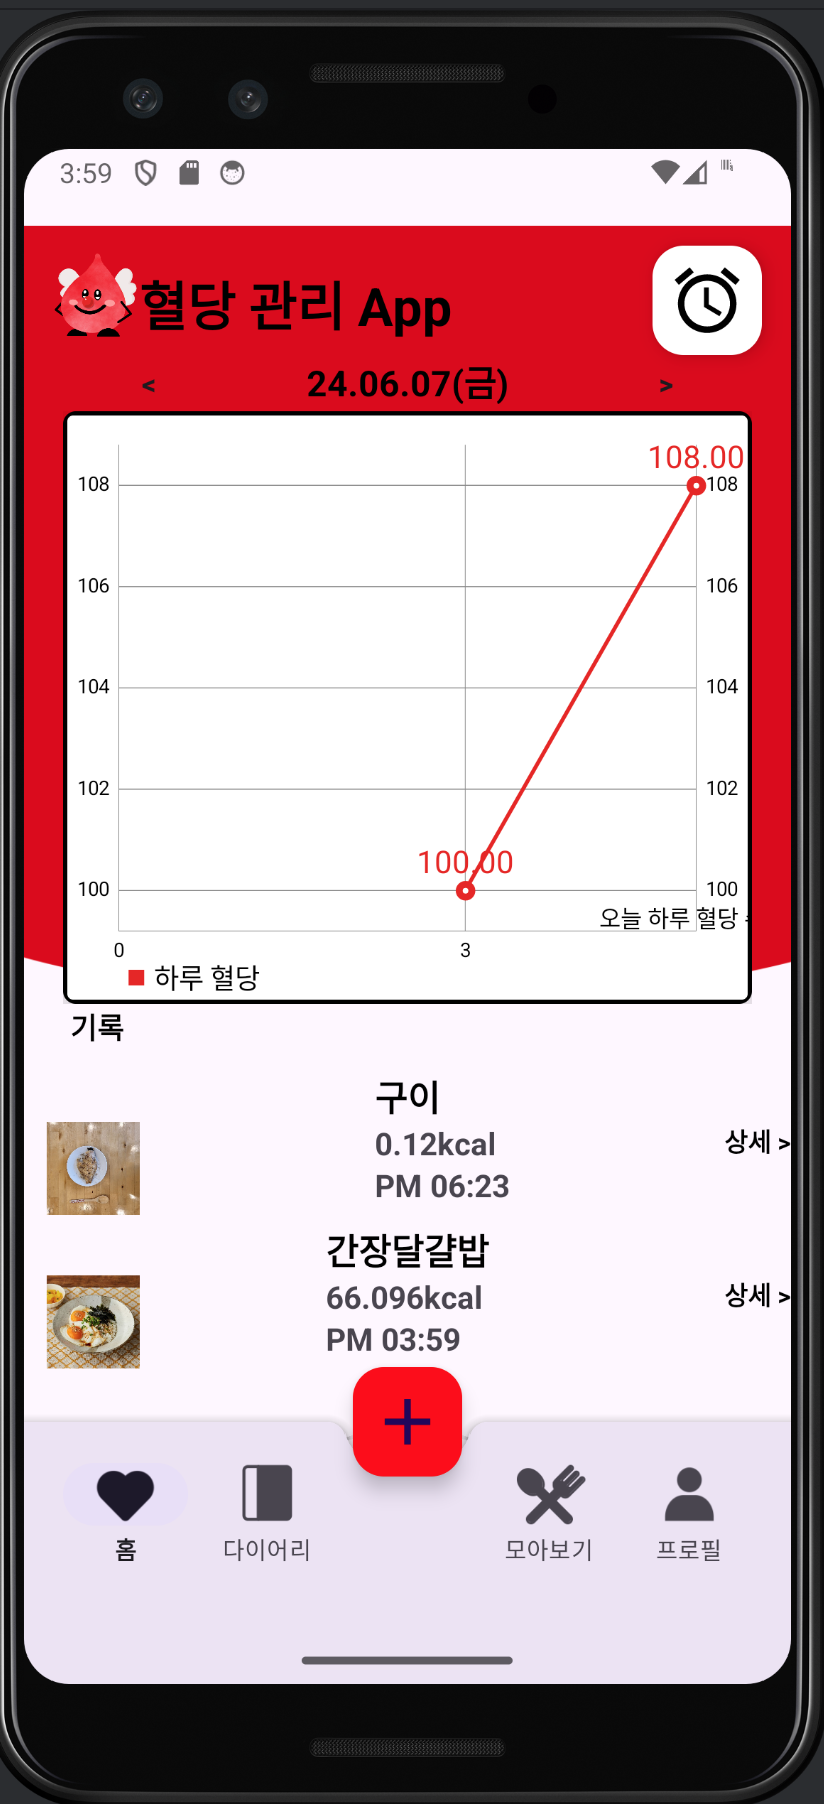 3:59
혈당 관리 App
< 24.06.07(금) >
108.00
108 108
106 106
104 104
102 102
100.00
100 100
오늘 하루 혈당
0 3
하루 혈당
기록
구이
0.12kcal
PM 06:23
상세 >
간장달걀밥
66.096kcal
PM 03:59
상세 >
+
홈 다이어리 모아보기 프로필